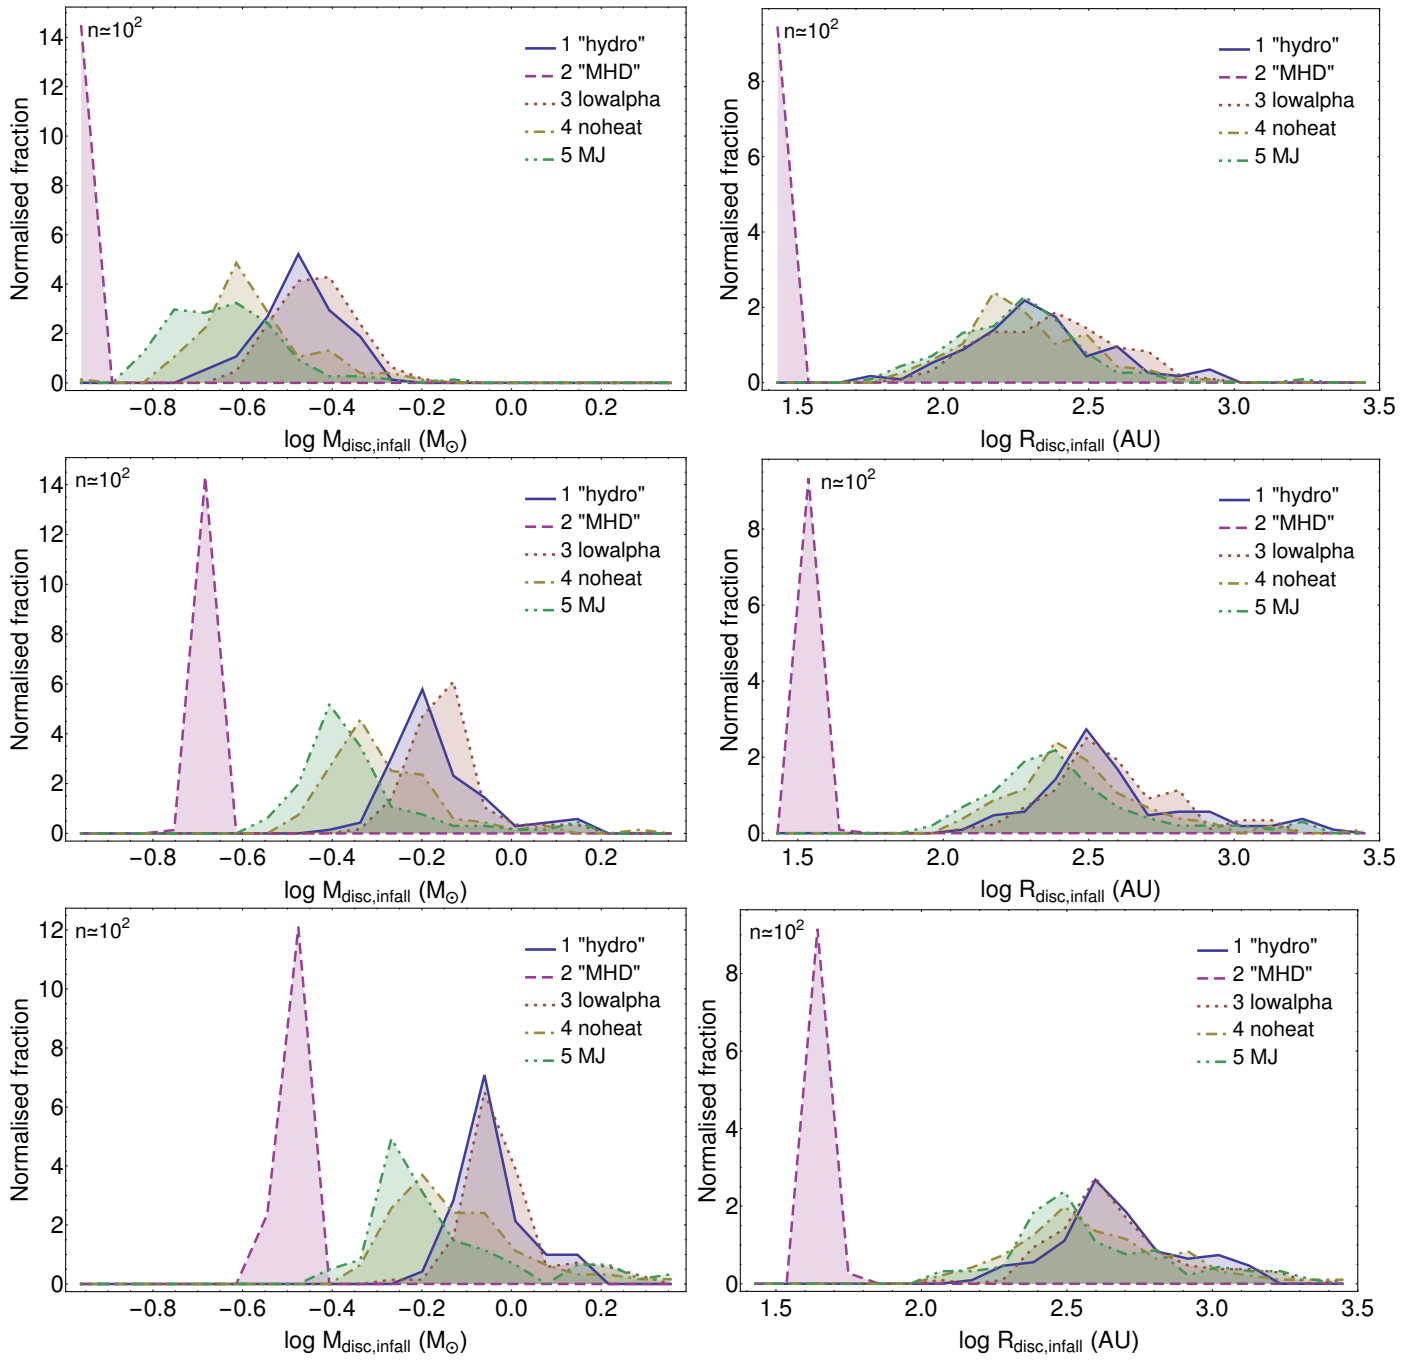 n≃10²
1 "hydro"
2 "MHD"
3 lowalpha
4 noheat
5 MJ
Normalised fraction
14
12
10
8
6
4
2
0
−0.8 −0.6 −0.4 −0.2 0.0 0.2
log M_disc,infall (M_⊙)
n≃10²
1 "hydro"
2 "MHD"
3 lowalpha
4 noheat
5 MJ
Normalised fraction
8
6
4
2
0
1.5 2.0 2.5 3.0 3.5
log R_disc,infall (AU)
n≃10²
1 "hydro"
2 "MHD"
3 lowalpha
4 noheat
5 MJ
Normalised fraction
14
12
10
8
6
4
2
0
−0.8 −0.6 −0.4 −0.2 0.0 0.2
log M_disc,infall (M_⊙)
n≃10²
1 "hydro"
2 "MHD"
3 lowalpha
4 noheat
5 MJ
Normalised fraction
8
6
4
2
0
1.5 2.0 2.5 3.0 3.5
log R_disc,infall (AU)
n≃10²
1 "hydro"
2 "MHD"
3 lowalpha
4 noheat
5 MJ
Normalised fraction
12
10
8
6
4
2
0
−0.8 −0.6 −0.4 −0.2 0.0 0.2
log M_disc,infall (M_⊙)
n≃10²
1 "hydro"
2 "MHD"
3 lowalpha
4 noheat
5 MJ
Normalised fraction
8
6
4
2
0
1.5 2.0 2.5 3.0 3.5
log R_disc,infall (AU)